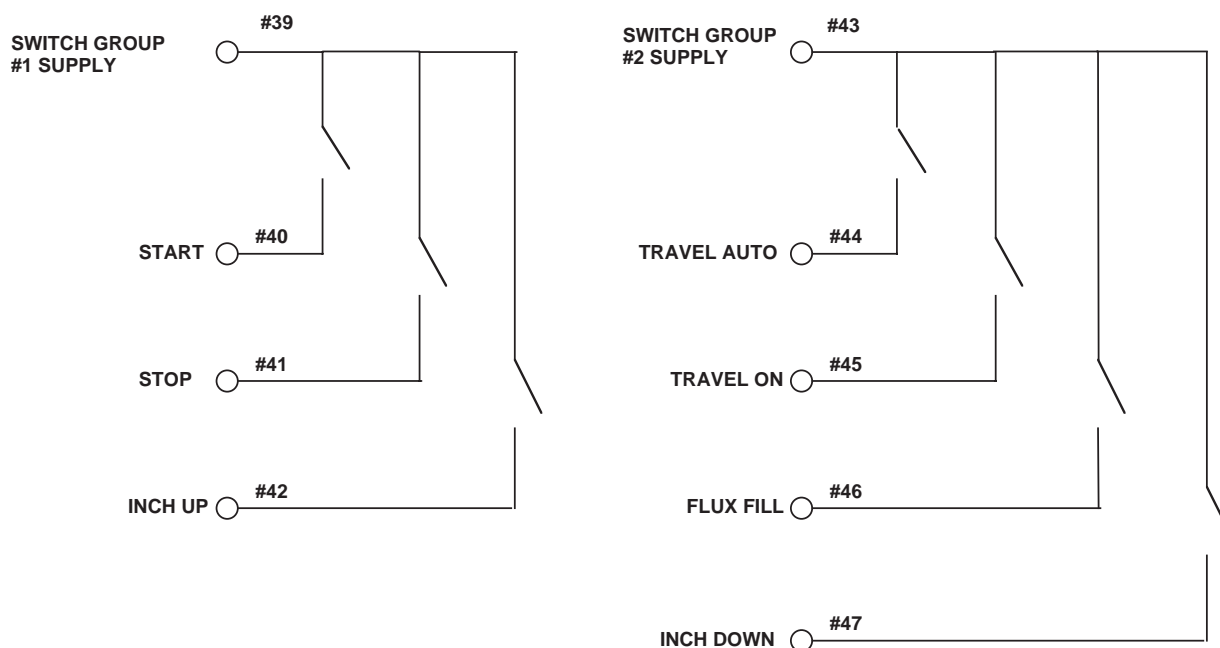 #39
SWITCH GROUP
#1 SUPPLY
START
#40
STOP
#41
INCH UP
#42
#43
SWITCH GROUP
#2 SUPPLY
TRAVEL AUTO
#44
TRAVEL ON
#45
FLUX FILL
#46
INCH DOWN
#47